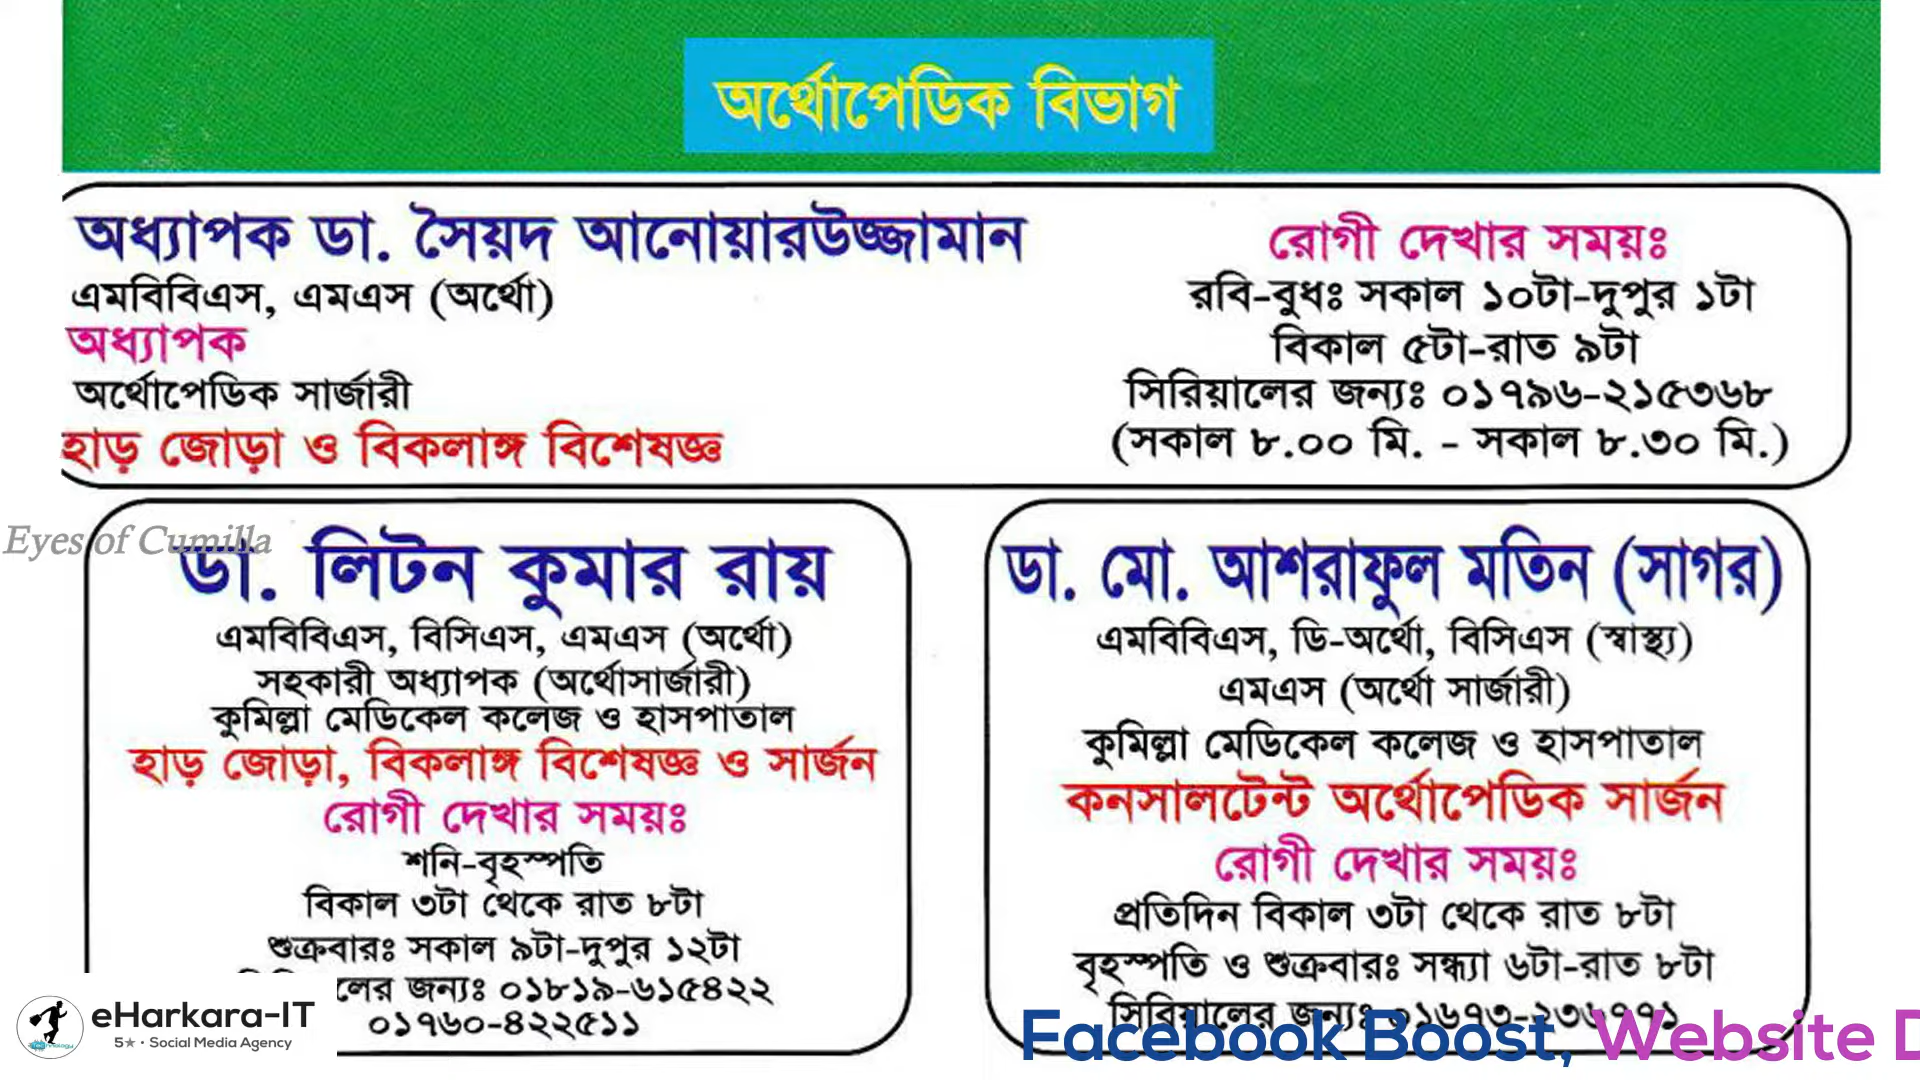 অর্থোপেডিক বিভাগ
অধ্যাপক ডা. সৈয়দ আনোয়ারউজ্জামান
এমবিবিএস, এমএস (অর্থো)
অধ্যাপক
অর্থোপেডিক সার্জারী
হাড় জোড়া ও বিকলাঙ্গ বিশেষজ্ঞ
রোগী দেখার সময়ঃ
রবি-বুধঃ সকাল ১০টা-দুপুর ১টা
বিকাল ৫টা-রাত ৯টা
সিরিয়ালের জন্যঃ ০১৭৯৬-২১৫৩৬৮
(সকাল ৮.০০ মি. - সকাল ৮.৩০ মি.)
Eyes of Cumilla
ডা. লিটন কুমার রায়
এমবিবিএস, বিসিএস, এমএস (অর্থো)
সহকারী অধ্যাপক (অর্থোসার্জারী)
কুমিল্লা মেডিকেল কলেজ ও হাসপাতাল
হাড় জোড়া, বিকলাঙ্গ বিশেষজ্ঞ ও সার্জন
রোগী দেখার সময়ঃ
শনি-বৃহস্পতি
বিকাল ৩টা থেকে রাত ৮টা
শুক্রবারঃ সকাল ৯টা-দুপুর ১২টা
জন্যঃ ০১৮১৯-৬১৫৪২২
০১৭৬০-৪২২৫১১
ডা. মো. আশরাফুল মতিন (সাগর)
এমবিবিএস, ডি-অর্থো, বিসিএস (স্বাস্থ্য)
এমএস (অর্থো সার্জারী)
কুমিল্লা মেডিকেল কলেজ ও হাসপাতাল
কনসালটেন্ট অর্থোপেডিক সার্জন
রোগী দেখার সময়ঃ
প্রতিদিন বিকাল ৩টা থেকে রাত ৮টা
বৃহস্পতি ও শুক্রবারঃ সন্ধ্যা ৬টা-রাত ৮টা
সিরিয়ালের জন্যঃ ০১৬৭৩-২৩৬৭৭১
eHarkara-IT
5★ • Social Media Agency
Facebook Boost, Website D